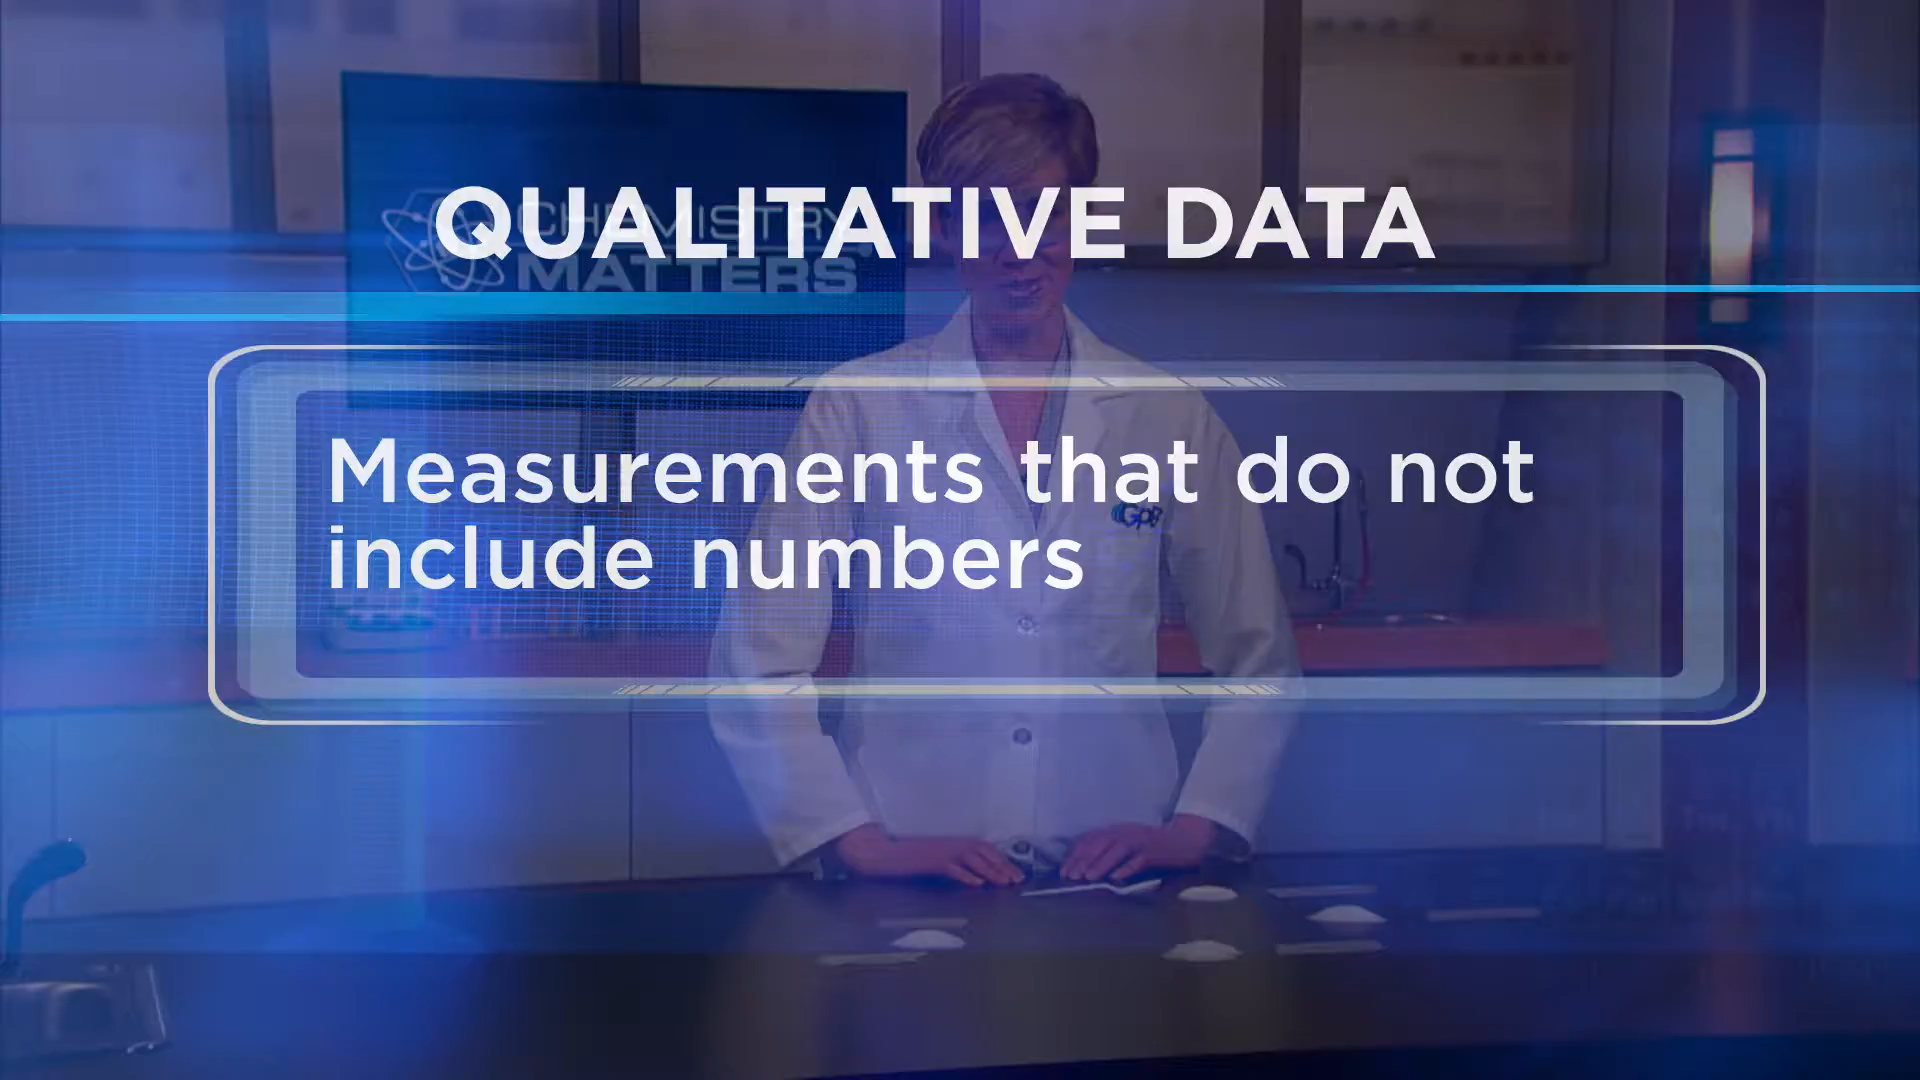 QUALITATIVE DATA
CHEMISTRY
MATTERS
Measurements that do not
include numbers
GPB